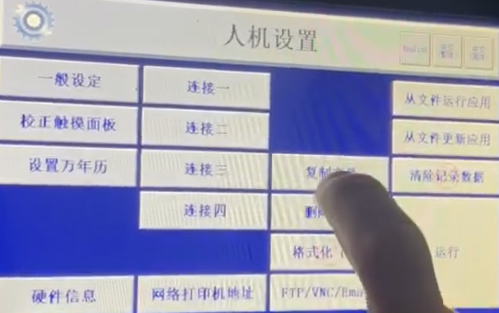 人机设置
一般设定
连接一
从文件运行应用
校正触摸面板
连接二
从文件更新应用
设置万年历
连接三
复制
清除记录数据
连接四
格式化
运行
硬件信息
网络打印机地址
FTP/VNC/Ema